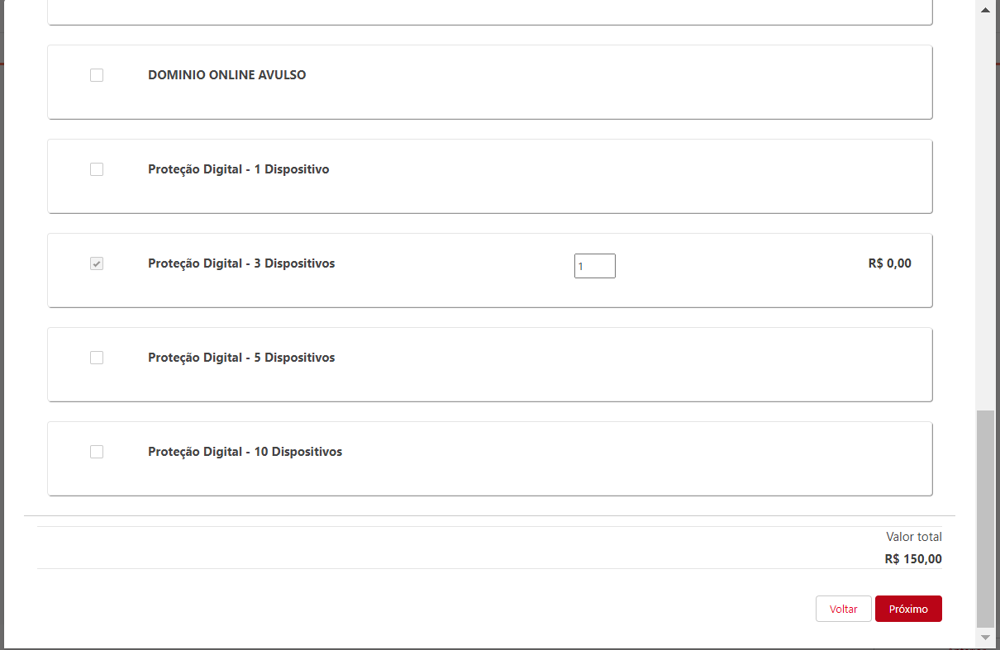 DOMINIO ONLINE AVULSO
Proteção Digital - 1 Dispositivo
Proteção Digital - 3 Dispositivos 1 R$ 0,00
Proteção Digital - 5 Dispositivos
Proteção Digital - 10 Dispositivos
Valor total
R$ 150,00
Voltar Próximo